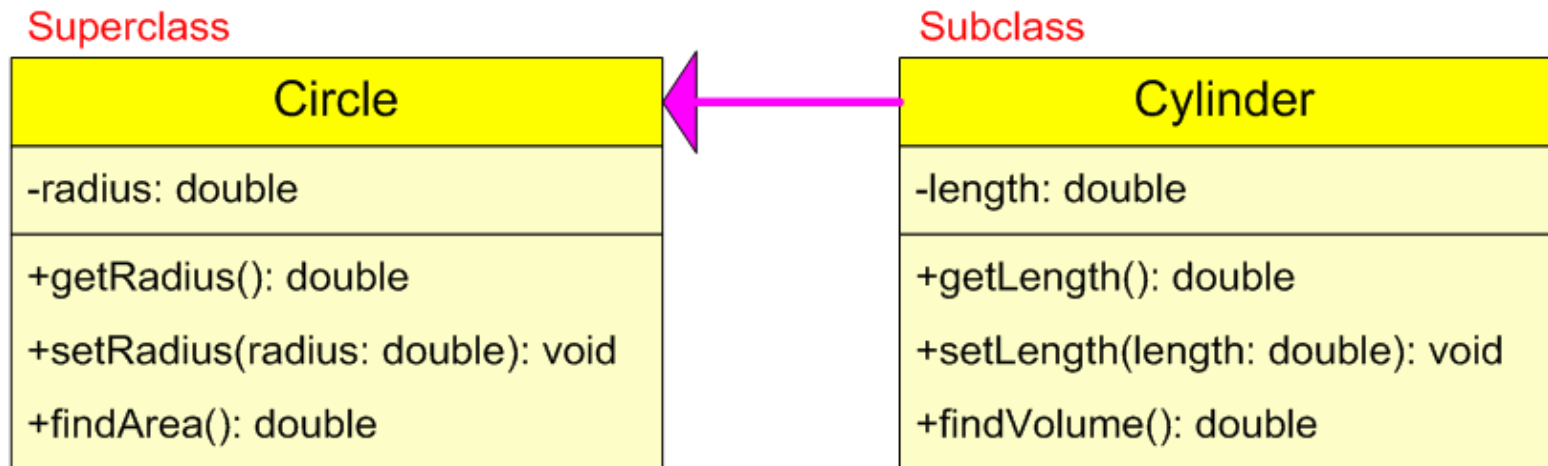 Superclass
Circle
-radius: double
+getRadius(): double
+setRadius(radius: double): void
+findArea(): double
Subclass
Cylinder
-length: double
+getLength(): double
+setLength(length: double): void
+findVolume(): double